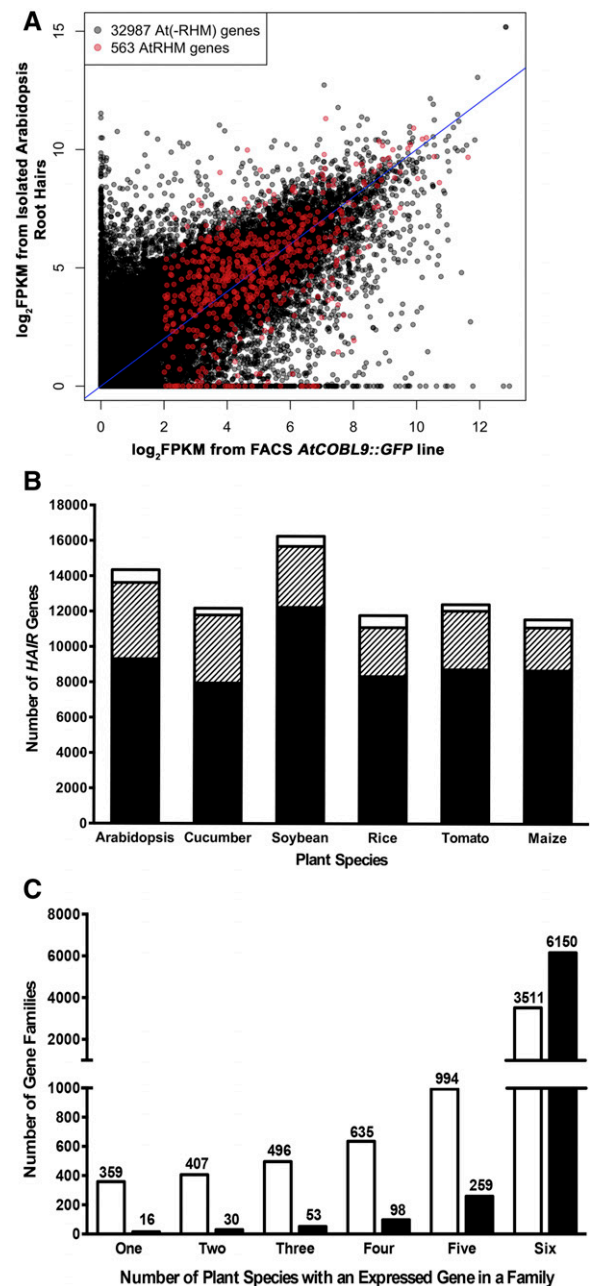 A
32987 At(-RHM) genes
563 AtRHM genes
log2FPKM from Isolated Arabidopsis
Root Hairs
15
10
5
0
0 2 4 6 8 10 12
log2FPKM from FACS AtCOBL9::GFP line
B
Number of HAIR Genes
18000
16000
14000
12000
10000
8000
6000
4000
2000
0
Arabidopsis Cucumber Soybean Rice Tomato Maize
Plant Species
C
Number of Gene Families
8000
6000
4000
2000
1000
800
600
400
200
0
359 16 407 30 496 53 635 98 994 259 3511 6150
One Two Three Four Five Six
Number of Plant Species with an Expressed Gene in a Family